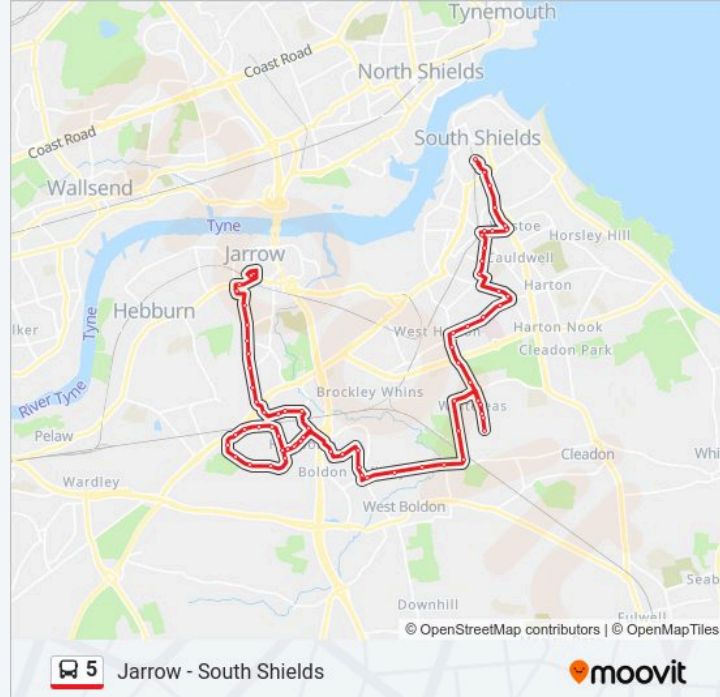 Tynemouth
Coast Road
North Shields
Coast Road
South Shields
Wallsend
Tyne
Horsley Hill
Jarrow
Cauldwell
Harton
Hebburn
Tyne
Harton Nook
Cleadon Park
River Tyne
Brockley Whins
Pelaw
Boldon
Cleadon
Wardley
West Boldon
Downhill
© OpenStreetMap contributors | © OpenMapTiles
5 Jarrow - South Shields
moovit